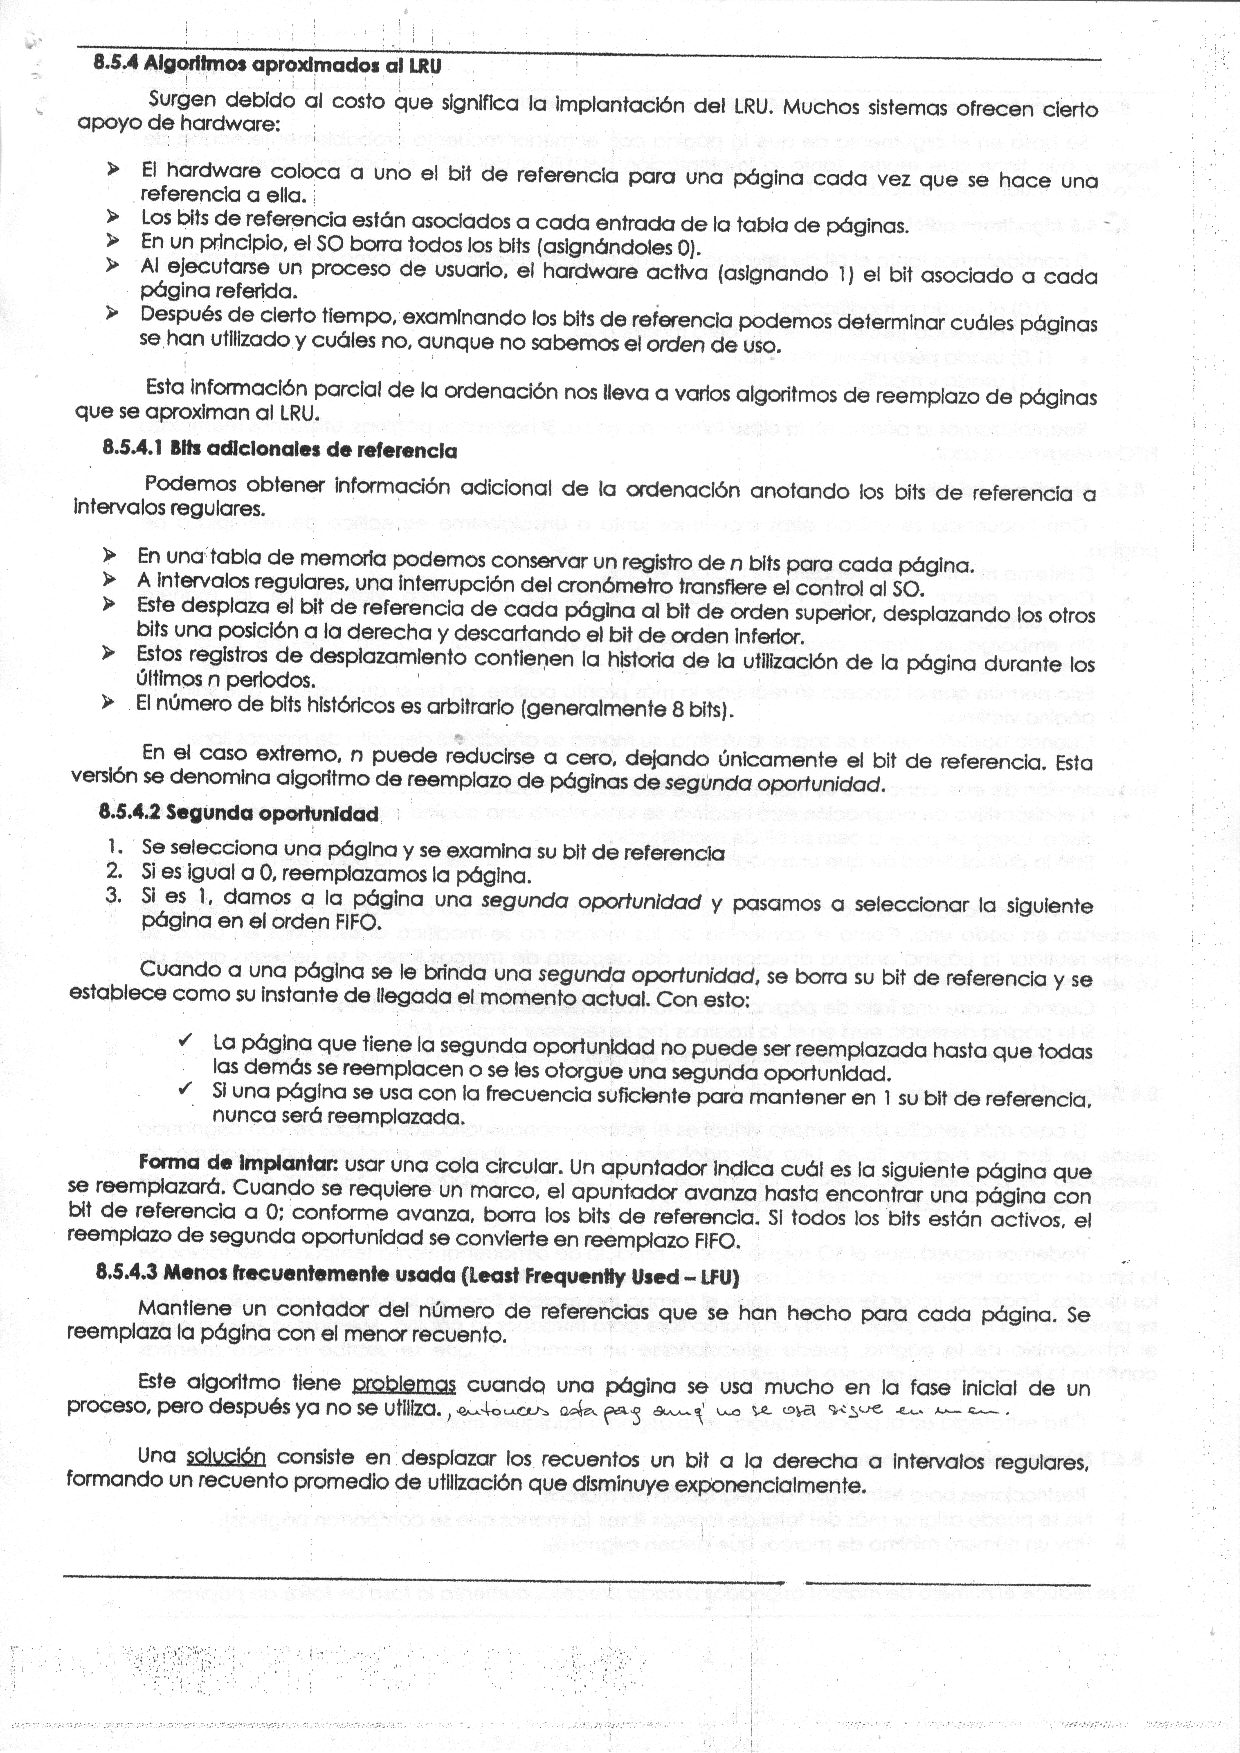 8.5.4 Algoritmos aproximados al LRU
Surgen debido al costo que significa la implantación del LRU. Muchos sistemas ofrecen cierto
apoyo de hardware:
➢ El hardware coloca a uno el bit de referencia para una página cada vez que se hace una
referencia a ella.
➢ Los bits de referencia están asociados a cada entrada de la tabla de páginas.
➢ En un principio, el SO borra todos los bits (asignándoles 0).
➢ Al ejecutarse un proceso de usuario, el hardware activa (asignando 1) el bit asociado a cada
página referida.
➢ Después de cierto tiempo, examinando los bits de referencia podemos determinar cuáles páginas
se han utilizado y cuáles no, aunque no sabemos el orden de uso.
Esta información parcial de la ordenación nos lleva a varios algoritmos de reemplazo de páginas
que se aproximan al LRU.
8.5.4.1 Bits adicionales de referencia
Podemos obtener información adicional de la ordenación anotando los bits de referencia a
intervalos regulares.
➢ En una tabla de memoria podemos conservar un registro de n bits para cada página.
➢ A intervalos regulares, una interrupción del cronómetro transfiere el control al SO.
➢ Este desplaza el bit de referencia de cada página al bit de orden superior, desplazando los otros
bits una posición a la derecha y descartando el bit de orden inferior.
➢ Estos registros de desplazamiento contienen la historia de la utilización de la página durante los
últimos n periodos.
➢ El número de bits históricos es arbitrario (generalmente 8 bits).
En el caso extremo, n puede reducirse a cero, dejando únicamente el bit de referencia. Esta
versión se denomina algoritmo de reemplazo de páginas de segunda oportunidad.
8.5.4.2 Segunda oportunidad
1. Se selecciona una página y se examina su bit de referencia
2. Si es igual a 0, reemplazamos la página.
3. Si es 1, damos a la página una segunda oportunidad y pasamos a seleccionar la siguiente
página en el orden FIFO.
Cuando a una página se le brinda una segunda oportunidad, se borra su bit de referencia y se
establece como su instante de llegada el momento actual. Con esto:
✓ La página que tiene la segunda oportunidad no puede ser reemplazada hasta que todas
las demás se reemplacen o se les otorgue una segunda oportunidad.
✓ Si una página se usa con la frecuencia suficiente para mantener en 1 su bit de referencia,
nunca será reemplazada.
Forma de implantar: usar una cola circular. Un apuntador indica cuál es la siguiente página que
se reemplazará. Cuando se requiere un marco, el apuntador avanza hasta encontrar una página con
bit de referencia a 0; conforme avanza, borra los bits de referencia. Si todos los bits están activos, el
reemplazo de segunda oportunidad se convierte en reemplazo FIFO.
8.5.4.3 Menos frecuentemente usada (Least Frequently Used – LFU)
Mantiene un contador del número de referencias que se han hecho para cada página. Se
reemplaza la página con el menor recuento.
Este algoritmo tiene problemas cuando una página se usa mucho en la fase inicial de un
proceso, pero después ya no se utiliza. , entonces esta pag aunq' no se usa sigue en
Una solución consiste en desplazar los recuentos un bit a la derecha a intervalos regulares,
formando un recuento promedio de utilización que disminuye exponencialmente.